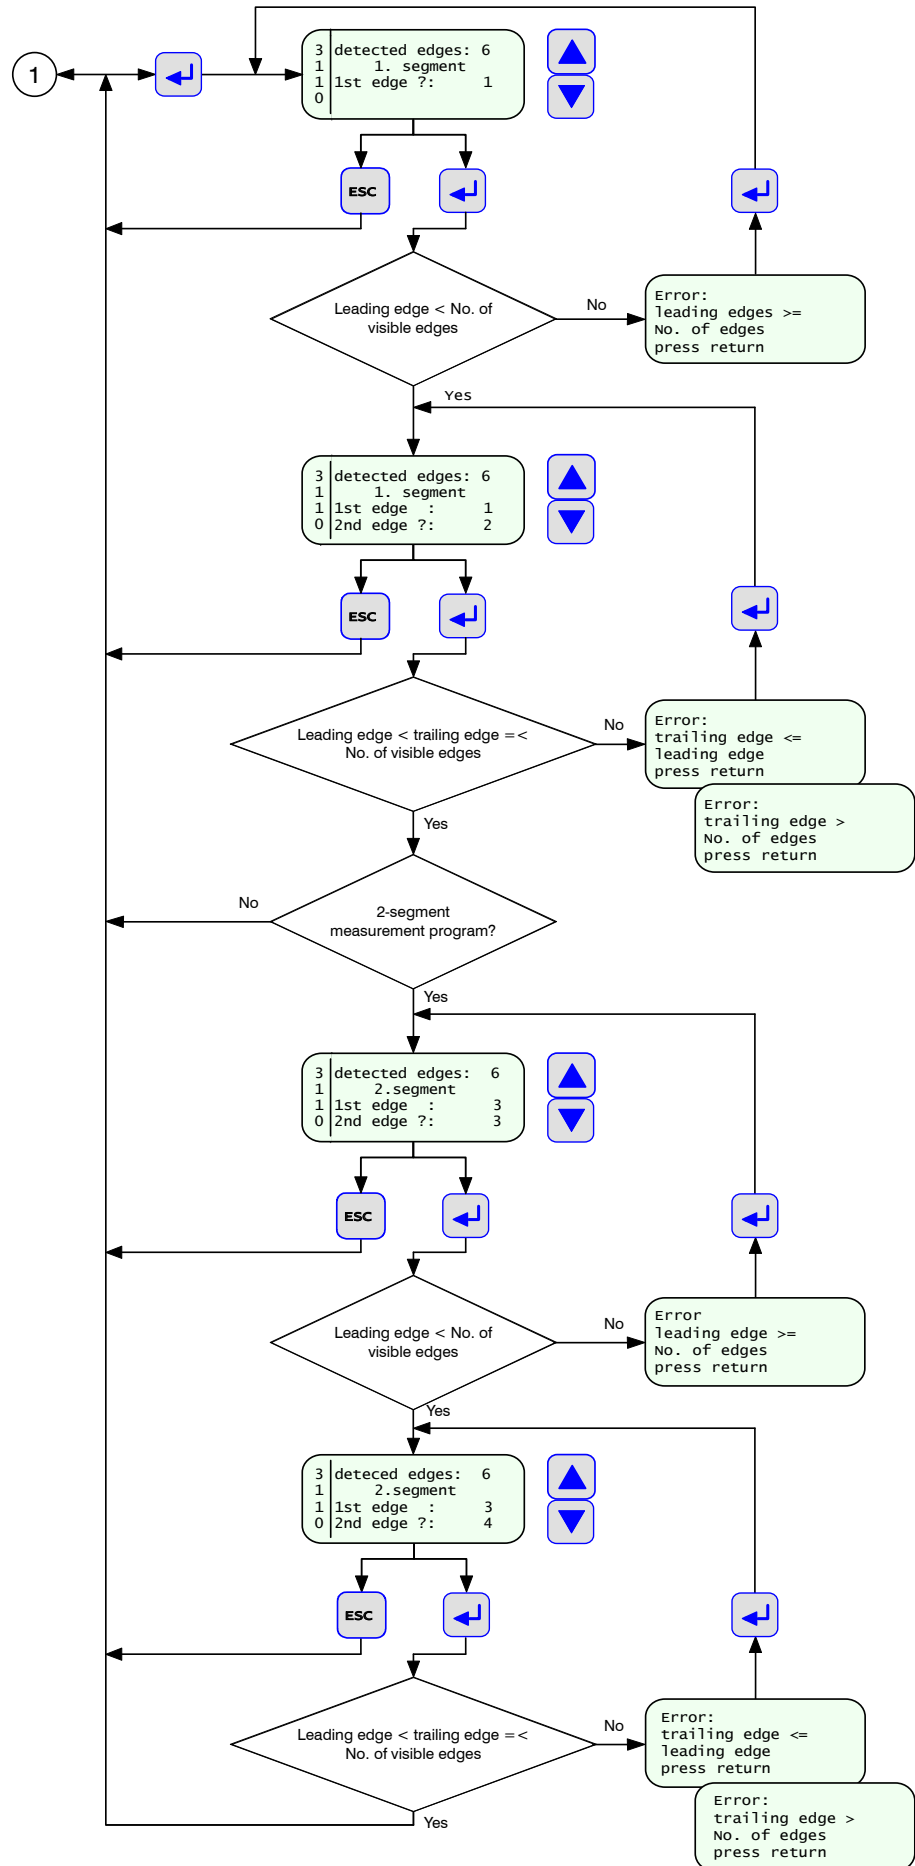 1
3 detected edges: 6
1 1. segment
1 1st edge ?: 1
0
ESC
Leading edge < No. of
visible edges
No
Error:
leading edges >=
No. of edges
press return
Yes
3 detected edges: 6
1 1. segment
1 1st edge : 1
0 2nd edge ?: 2
ESC
Leading edge < trailing edge =<
No. of visible edges
No
Error:
trailing edge <=
leading edge
press return
Error:
trailing edge >
No. of edges
press return
Yes
2-segment
measurement program?
No
Yes
3 detected edges: 6
1 2.segment
1 1st edge : 3
0 2nd edge ?: 3
ESC
Leading edge < No. of
visible edges
No
Error
leading edge >=
No. of edges
press return
Yes
3 deteced edges: 6
1 2.segment
1 1st edge : 3
0 2nd edge ?: 4
ESC
Leading edge < trailing edge =<
No. of visible edges
No
Error:
trailing edge <=
leading edge
press return
Error:
trailing edge >
No. of edges
press return
Yes